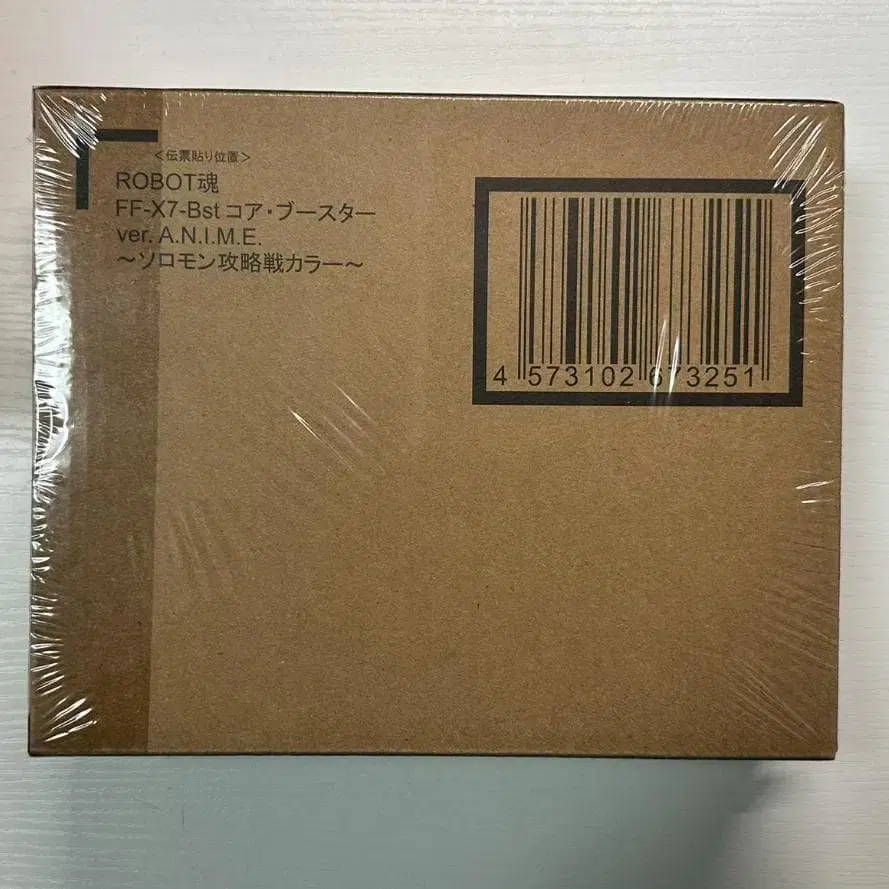 ＜伝票貼り位置＞
ROBOT魂
FF-X7-Bst コア・ブースター
ver. A.N.I.M.E.
～ソロモン攻略戦カラー～
4 573102 673251